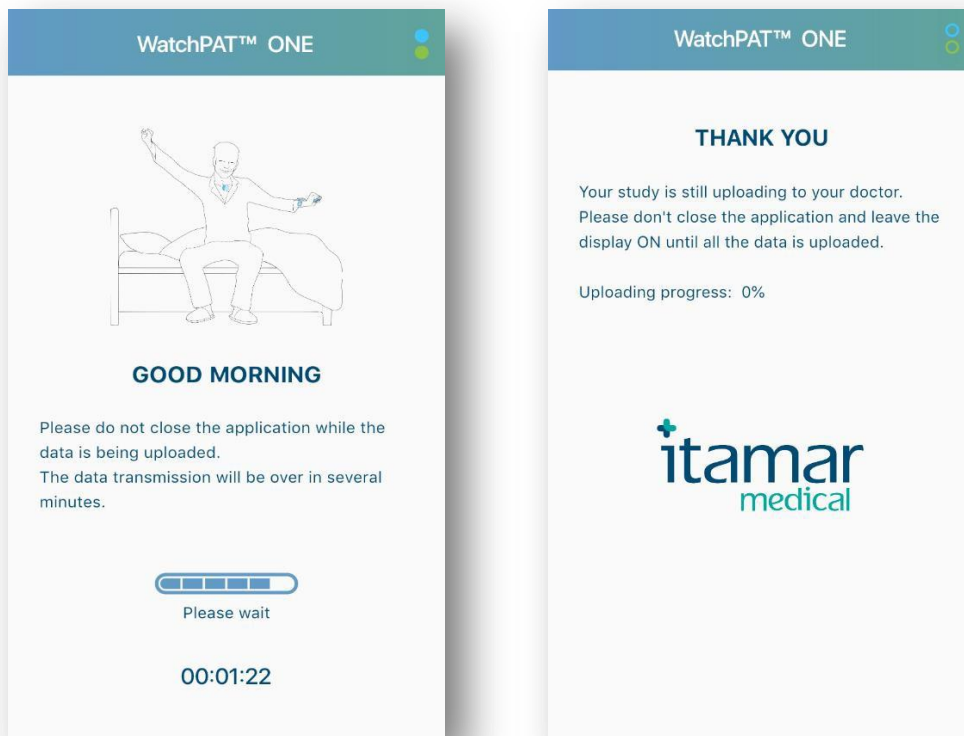 WatchPAT™ ONE
GOOD MORNING
Please do not close the application while the
data is being uploaded.
The data transmission will be over in several
minutes.
Please wait
00:01:22
WatchPAT™ ONE
THANK YOU
Your study is still uploading to your doctor.
Please don't close the application and leave the
display ON until all the data is uploaded.
Uploading progress: 0%
itamar
medical